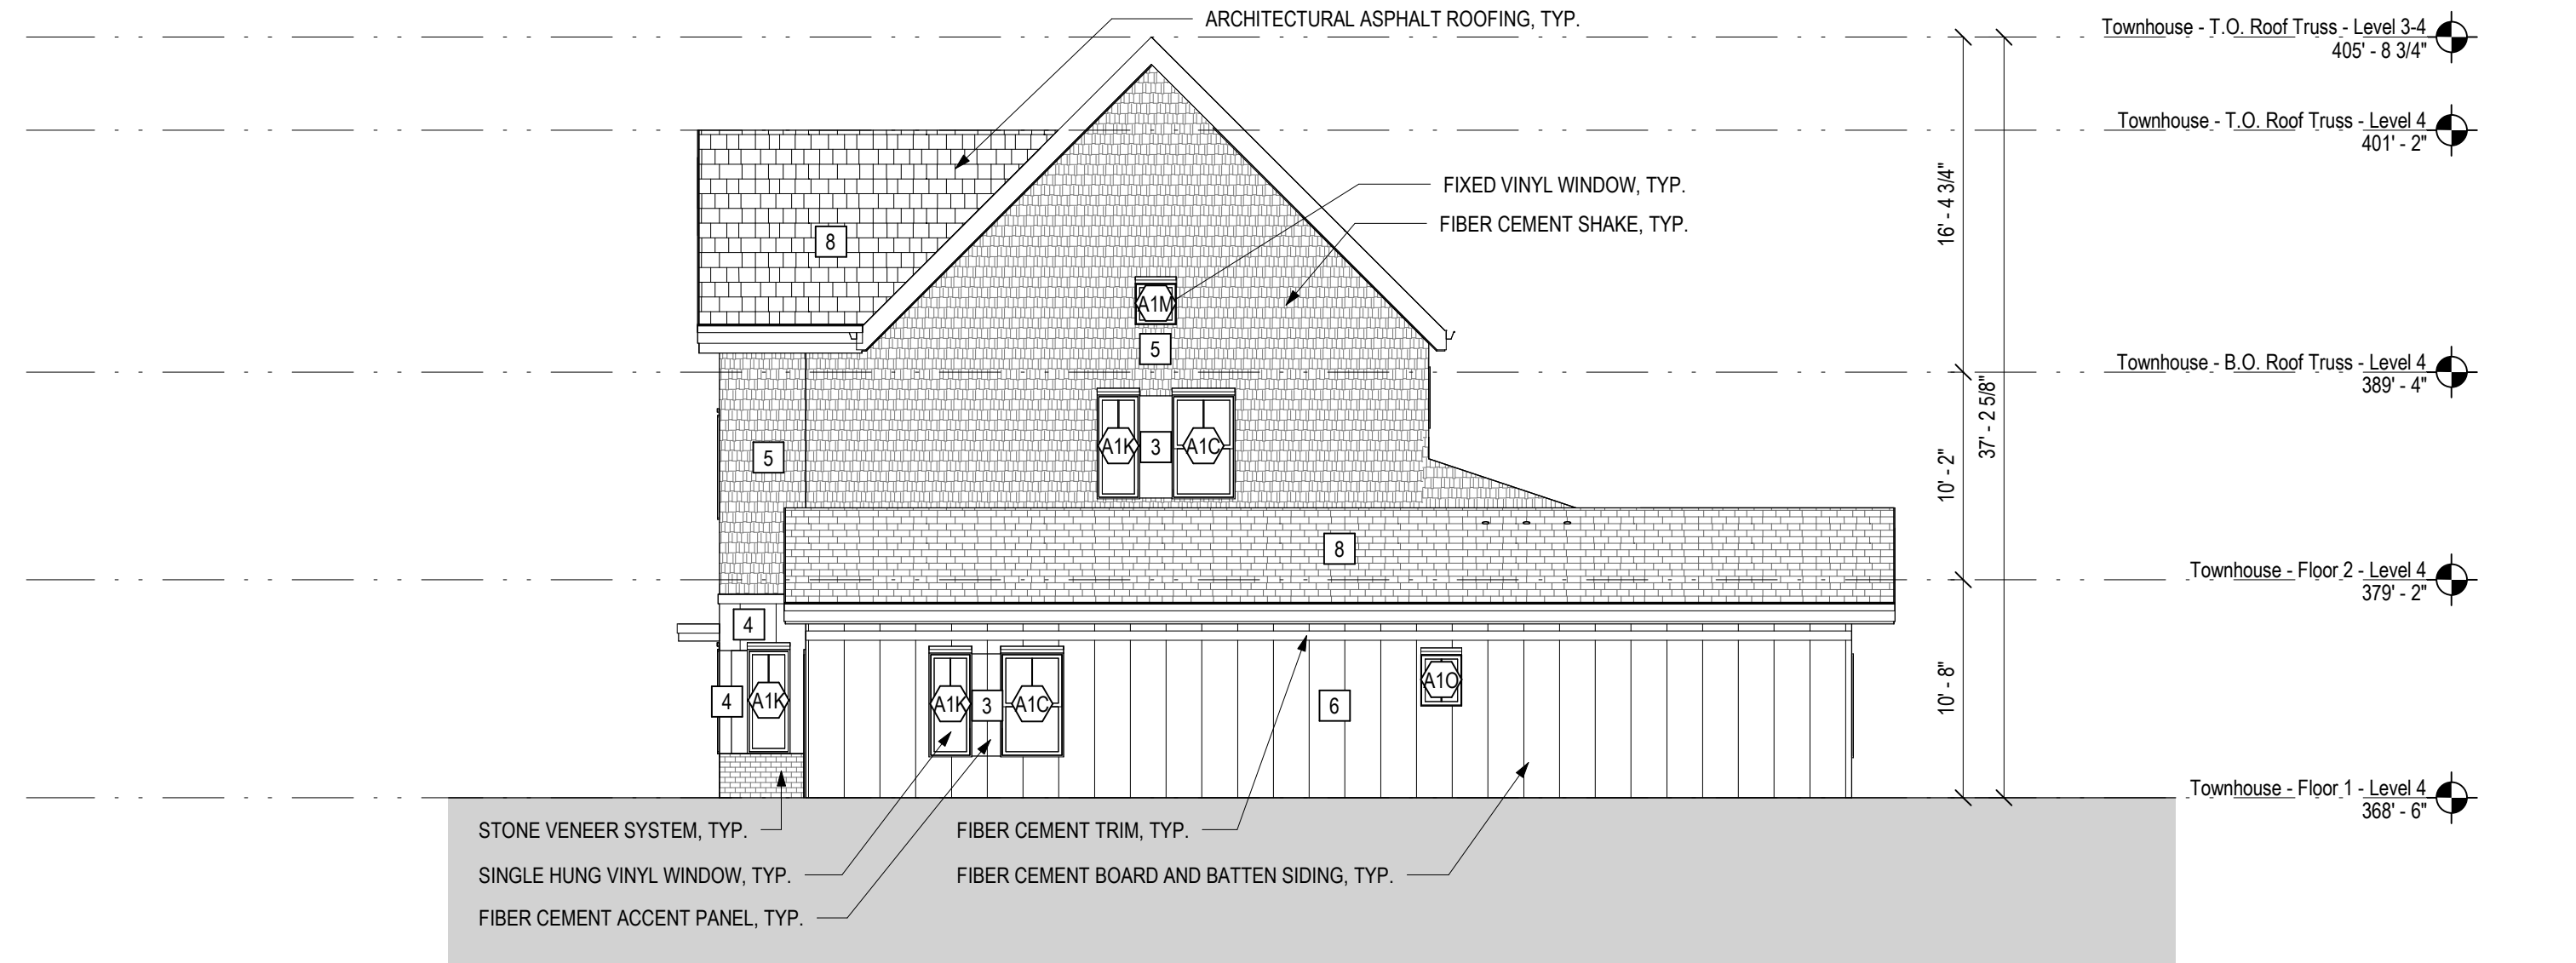 ARCHITECTURAL ASPHALT ROOFING, TYP.
Townhouse - T.O. Roof Truss - Level 3-4
405' - 8 3/4"
Townhouse - T.O. Roof Truss - Level 4
401' - 2"
FIXED VINYL WINDOW, TYP.
FIBER CEMENT SHAKE, TYP.
16' - 4 3/4"
8
A1M
5
Townhouse - B.O. Roof Truss - Level 4
389' - 4"
37' - 2 5/8"
A1K
3
A1C
5
10' - 2"
8
Townhouse - Floor 2 - Level 4
379' - 2"
4
4
A1K
A1K
3
A1C
6
A1O
10' - 8"
Townhouse - Floor 1 - Level 4
368' - 6"
STONE VENEER SYSTEM, TYP.
FIBER CEMENT TRIM, TYP.
SINGLE HUNG VINYL WINDOW, TYP.
FIBER CEMENT BOARD AND BATTEN SIDING, TYP.
FIBER CEMENT ACCENT PANEL, TYP.